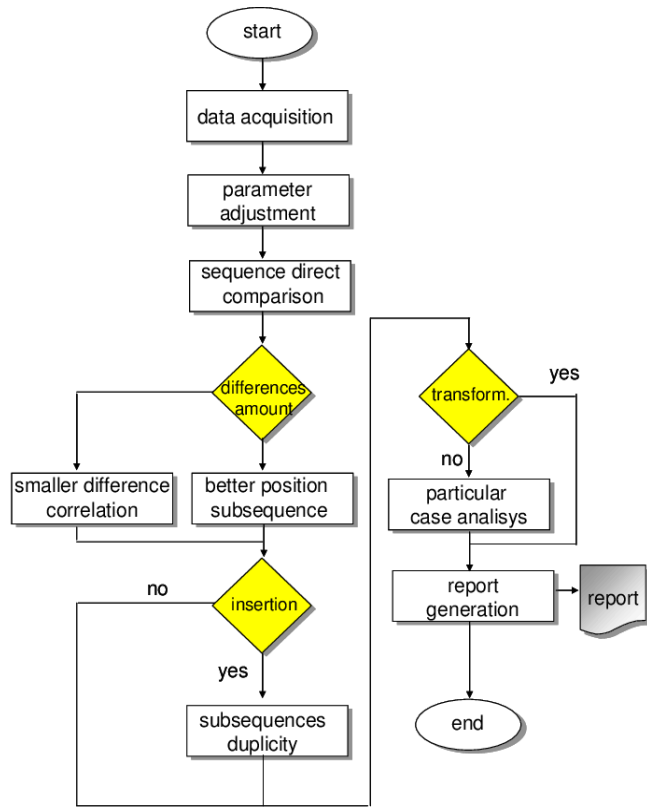 start
data acquisition
parameter
adjustment
sequence direct
comparison
differences
amount
smaller difference
correlation
better position
subsequence
no
insertion
yes
subsequences
duplicity
transform.
yes
no
particular
case analisys
report
generation
report
end